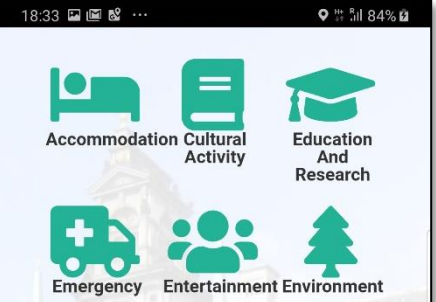 18:33 84%
Accommodation Cultural Activity Education And Research
Emergency Entertainment Environment